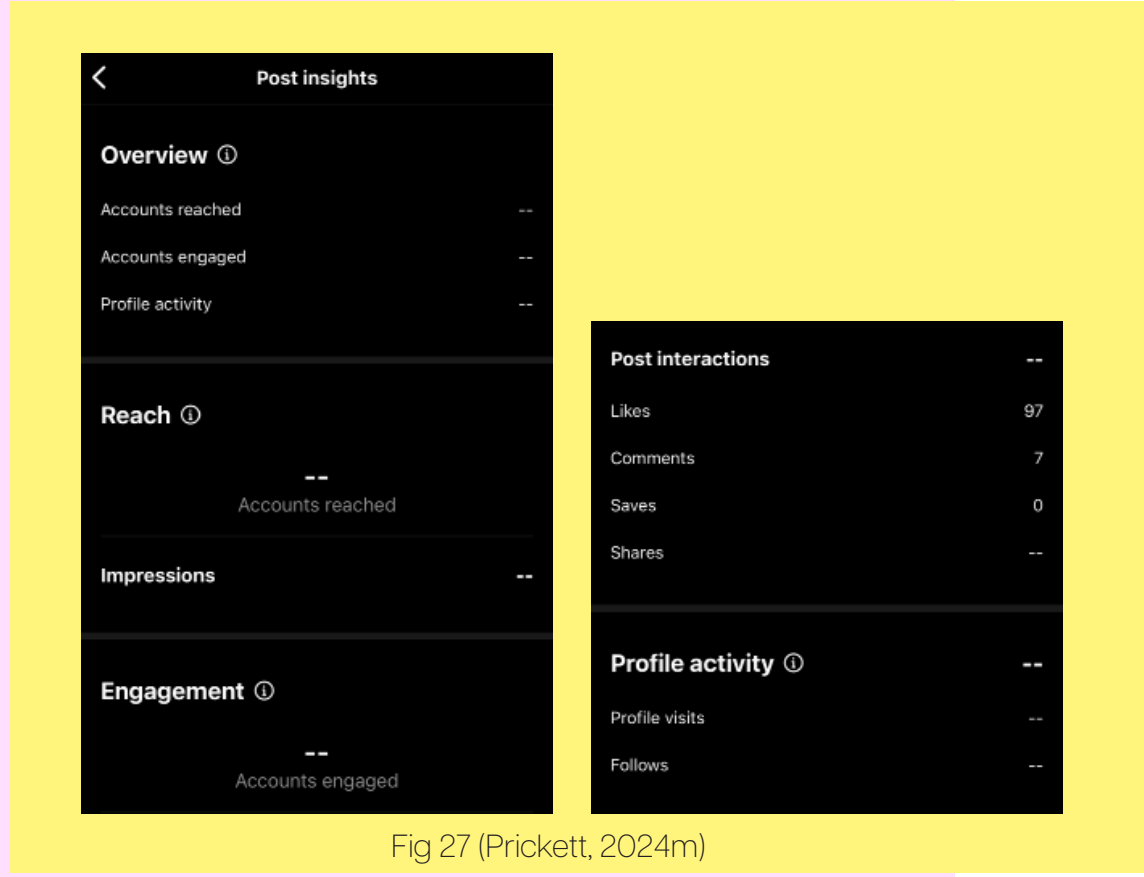 Post insights
Overview
Accounts reached --
Accounts engaged --
Profile activity --
Reach
--
Accounts reached
Impressions --
Engagement
--
Accounts engaged
Post interactions --
Likes 97
Comments 7
Saves 0
Shares --
Profile activity --
Profile visits --
Follows --
Fig 27 (Prickett, 2024m)